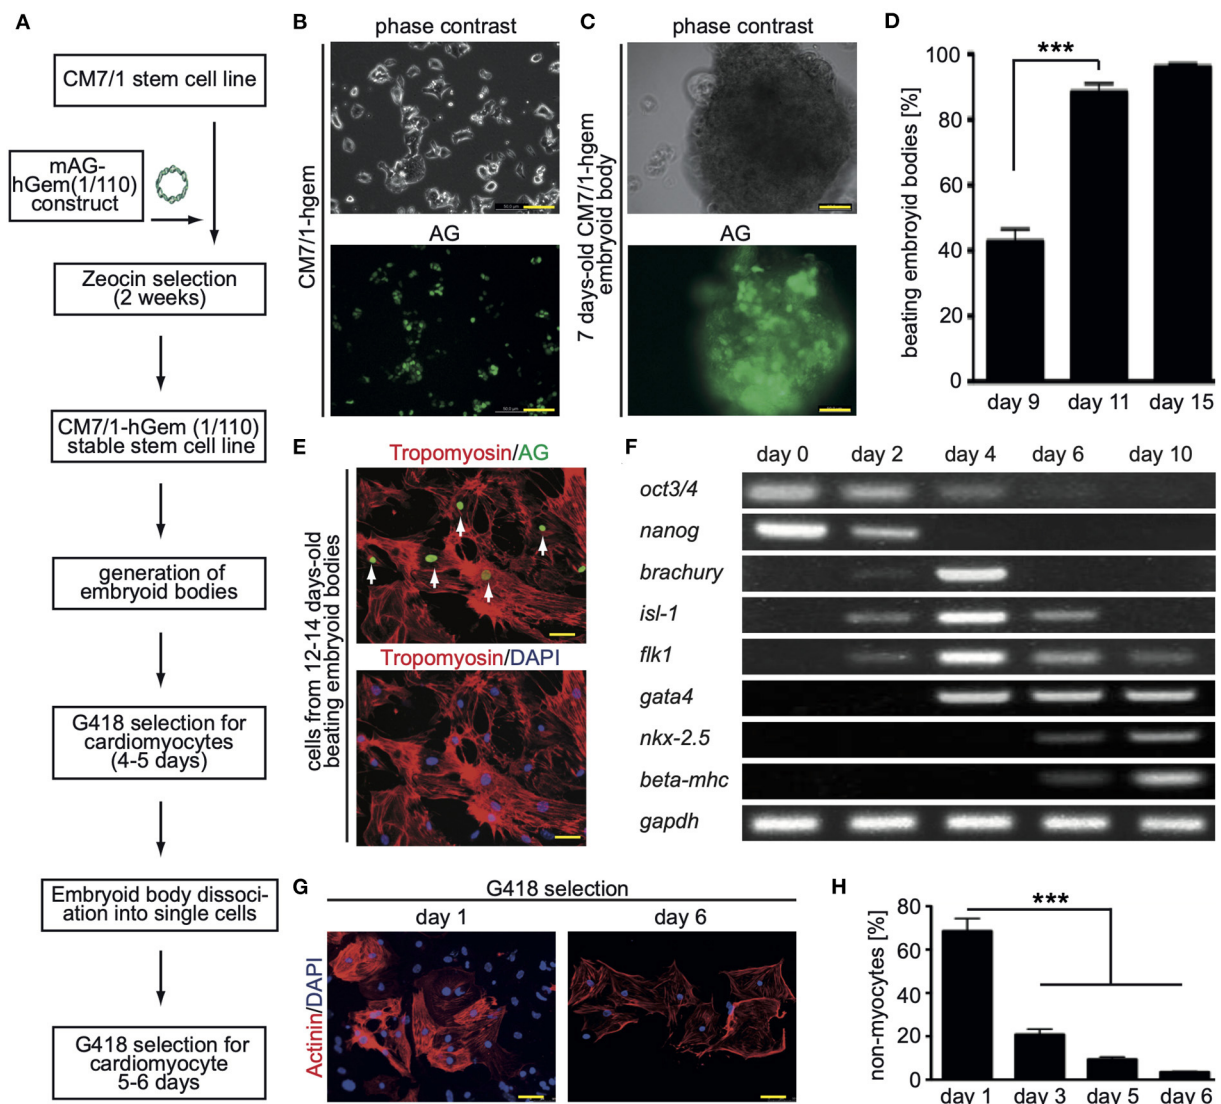 A
CM7/1 stem cell line
mAG-
hGem(1/110)
construct
Zeocin selection
(2 weeks)
CM7/1-hGem (1/110)
stable stem cell line
generation of
embryoid bodies
G418 selection for
cardiomyocytes
(4-5 days)
Embryoid body dissoci-
ation into single cells
G418 selection for
cardiomyocyte
5-6 days
B
phase contrast
CM7/1-hgem
AG
C
phase contrast
7 days-old CM7/1-hgem
embryoid body
AG
D
beating embroyid bodies [%]
100
80
60
40
20
0
***
day 9 day 11 day 15
E
Tropomyosin/AG
cells from 12-14 days-old
beating embryoid bodies
Tropomyosin/DAPI
F
day 0 day 2 day 4 day 6 day 10
oct3/4
nanog
brachury
isl-1
flk1
gata4
nkx-2.5
beta-mhc
gapdh
G
G418 selection
day 1 day 6
Actinin/DAPI
H
non-myocytes [%]
80
60
40
20
0
***
day 1 day 3 day 5 day 6